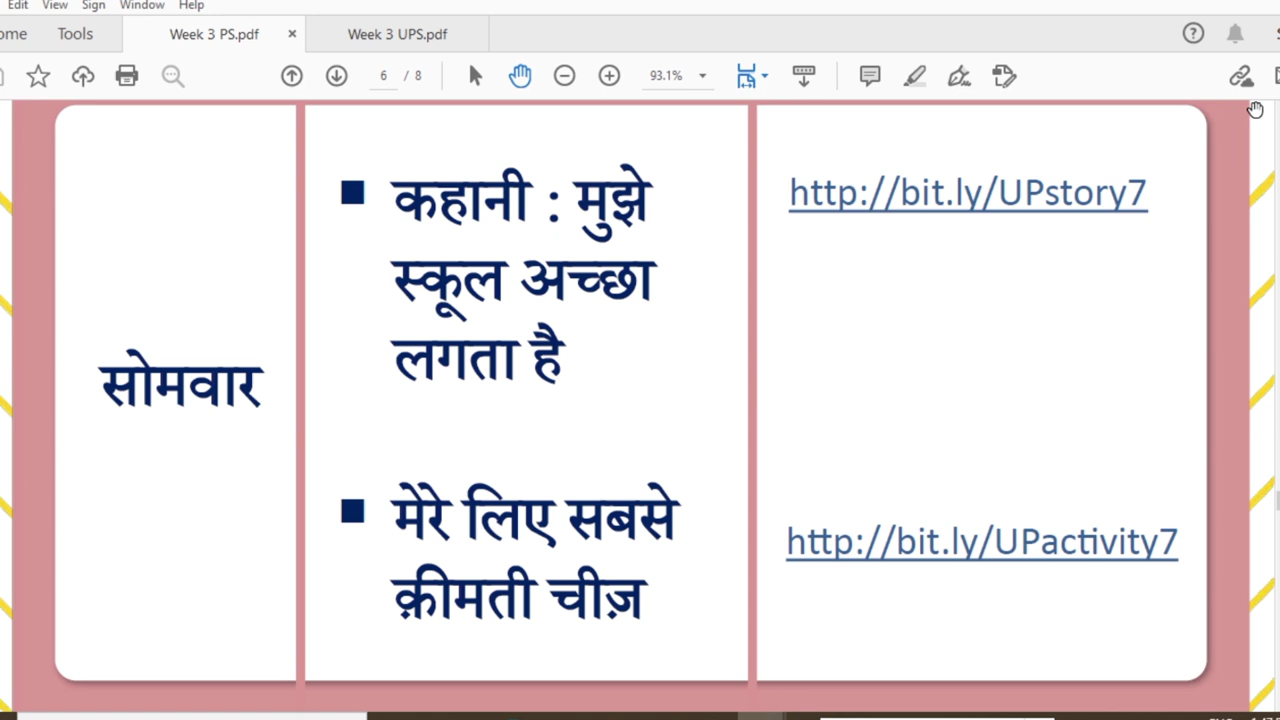 Edit View Sign Window Help
ome Tools Week 3 PS.pdf × Week 3 UPS.pdf
6 / 8 93.1%
कहानी : मुझे
स्कूल अच्छा
लगता है
http://bit.ly/UPstory7
सोमवार
मेरे लिए सबसे
क़ीमती चीज़
http://bit.ly/UPactivity7